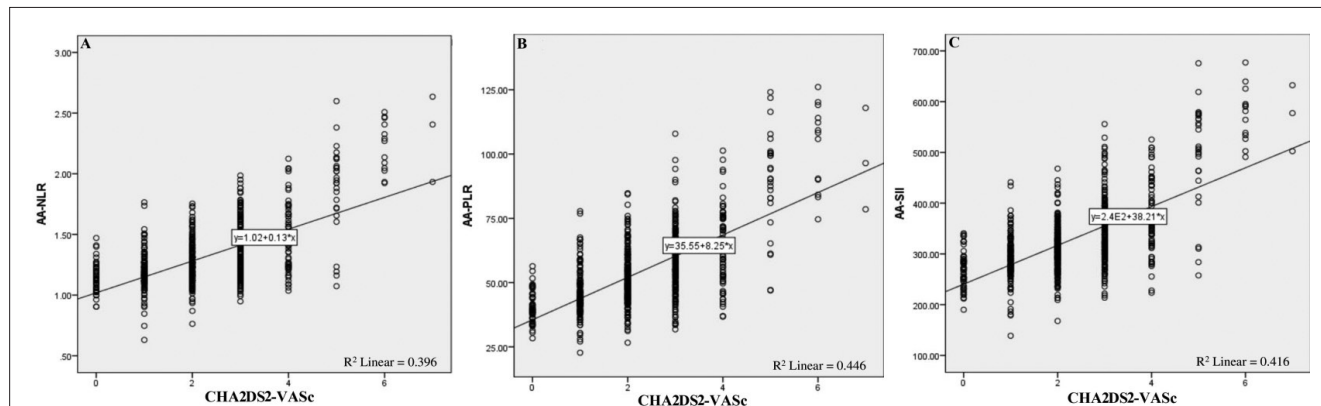 A
AA-NLR
3.00
2.50
2.00
1.50
1.00
.50
y=1.02+0.13*x
R² Linear = 0.396
0 2 4 6
CHA2DS2-VASc
B
AA-PLR
125.00
100.00
75.00
50.00
25.00
y=35.55+8.25*x
R² Linear = 0.446
0 2 4 6
CHA2DS2-VASc
C
AA-SII
700.00
600.00
500.00
400.00
300.00
200.00
100.00
y=2.4E2+38.21*x
R² Linear = 0.416
0 2 4 6
CHA2DS2-VASc